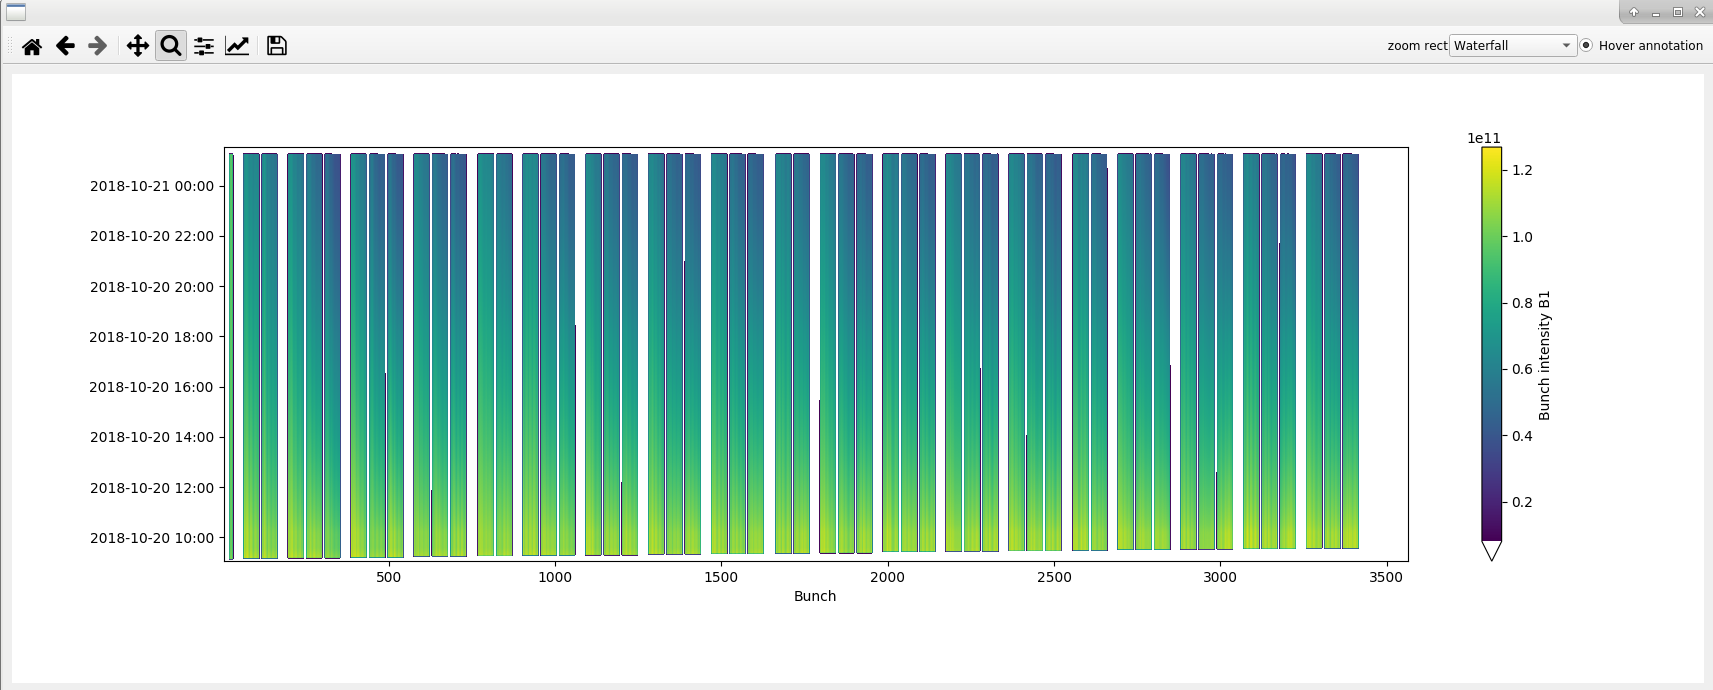 zoom rect Waterfall Hover annotation
1e11
2018-10-21 00:00
2018-10-20 22:00
2018-10-20 20:00
2018-10-20 18:00
2018-10-20 16:00
2018-10-20 14:00
2018-10-20 12:00
2018-10-20 10:00
500 1000 1500 2000 2500 3000 3500
Bunch
1.2
1.0
0.8
0.6
0.4
0.2
Bunch intensity B1